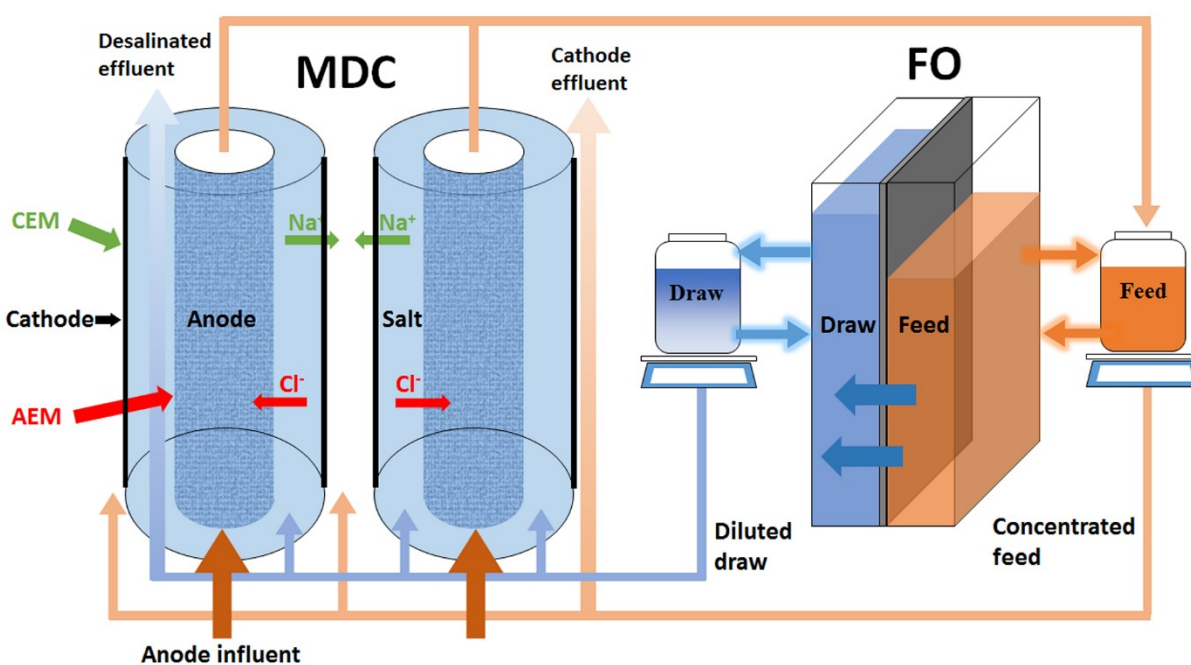 Desalinated
effluent
MDC
Cathode
effluent
FO
CEM
Na⁺
Na⁺
Draw
Feed
Cathode
Anode
Salt
Draw
Feed
Cl⁻
Cl⁻
AEM
Diluted
draw
Concentrated
feed
Anode influent